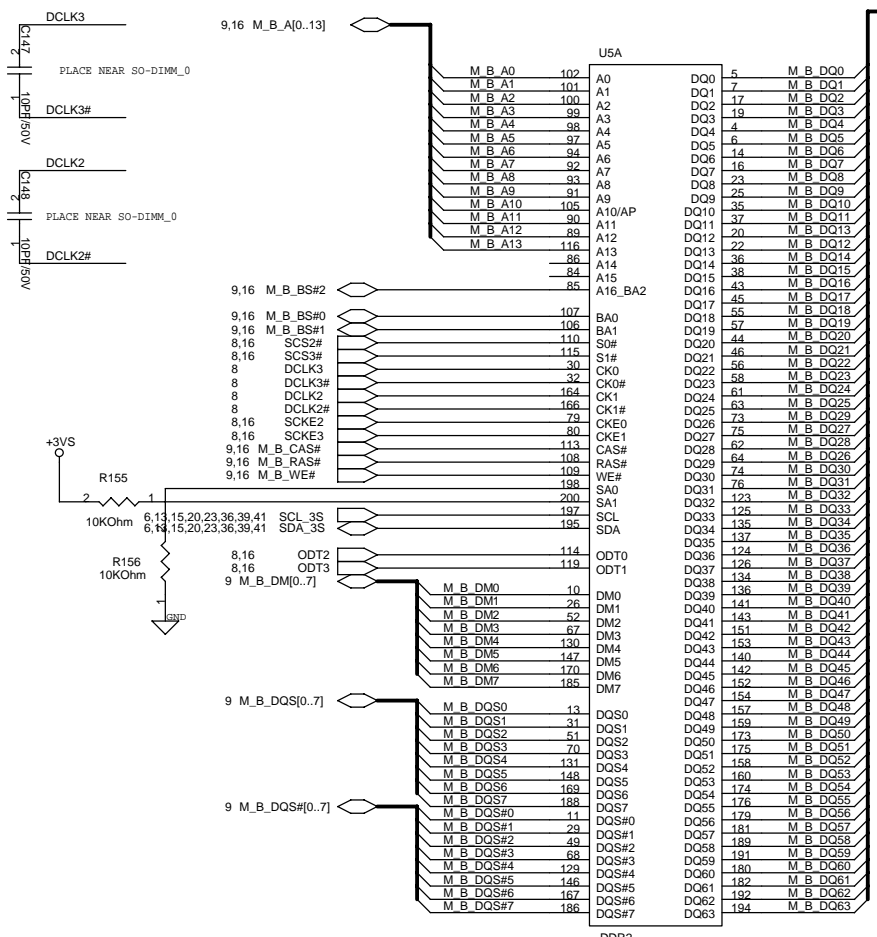 DCLK3
C147
2
PLACE NEAR SO-DIMM_0
1
10PF/50V
DCLK3#
DCLK2
C148
2
PLACE NEAR SO-DIMM_0
1
10PF/50V
DCLK2#
9,16 M_B_A[0..13]
U5A
M_B_A0 102 A0
M_B_A1 101 A1
M_B_A2 100 A2
M_B_A3 99 A3
M_B_A4 98 A4
M_B_A5 97 A5
M_B_A6 94 A6
M_B_A7 92 A7
M_B_A8 93 A8
M_B_A9 91 A9
M_B_A10 105 A10/AP
M_B_A11 90 A11
M_B_A12 89 A12
M_B_A13 116 A13
86 A14
84 A15
9,16 M_B_BS#2 85 A16_BA2
9,16 M_B_BS#0 107 BA0
9,16 M_B_BS#1 106 BA1
8,16 SCS2# 110 S0#
8,16 SCS3# 115 S1#
8 DCLK3 30 CK0
8 DCLK3# 32 CK0#
8 DCLK2 164 CK1
8 DCLK2# 166 CK1#
8,16 SCKE2 79 CKE0
8,16 SCKE3 80 CKE1
9,16 M_B_CAS# 113 CAS#
9,16 M_B_RAS# 108 RAS#
9,16 M_B_WE# 109 WE#
198 SA0
200 SA1
+3VS
R155
2 1
10KOhm
6,13,15,20,23,36,39,41 SCL_3S 197 SCL
6,13,15,20,23,36,39,41 SDA_3S 195 SDA
R156
10KOhm
1
GND
8,16 ODT2 114 ODT0
8,16 ODT3 119 ODT1
9 M_B_DM[0..7]
M_B_DM0 10 DM0
M_B_DM1 26 DM1
M_B_DM2 52 DM2
M_B_DM3 67 DM3
M_B_DM4 130 DM4
M_B_DM5 147 DM5
M_B_DM6 170 DM6
M_B_DM7 185 DM7
9 M_B_DQS[0..7]
M_B_DQS0 13 DQS0
M_B_DQS1 31 DQS1
M_B_DQS2 51 DQS2
M_B_DQS3 70 DQS3
M_B_DQS4 131 DQS4
M_B_DQS5 148 DQS5
M_B_DQS6 169 DQS6
M_B_DQS7 188 DQS7
9 M_B_DQS#[0..7]
M_B_DQS#0 11 DQS#0
M_B_DQS#1 29 DQS#1
M_B_DQS#2 49 DQS#2
M_B_DQS#3 68 DQS#3
M_B_DQS#4 129 DQS#4
M_B_DQS#5 146 DQS#5
M_B_DQS#6 167 DQS#6
M_B_DQS#7 186 DQS#7
DQ0 5 M_B_DQ0
DQ1 7 M_B_DQ1
DQ2 17 M_B_DQ2
DQ3 19 M_B_DQ3
DQ4 4 M_B_DQ4
DQ5 6 M_B_DQ5
DQ6 14 M_B_DQ6
DQ7 16 M_B_DQ7
DQ8 23 M_B_DQ8
DQ9 25 M_B_DQ9
DQ10 35 M_B_DQ10
DQ11 37 M_B_DQ11
DQ12 20 M_B_DQ13
DQ13 22 M_B_DQ12
DQ14 36 M_B_DQ14
DQ15 38 M_B_DQ15
DQ16 43 M_B_DQ16
DQ17 45 M_B_DQ17
DQ18 55 M_B_DQ18
DQ19 57 M_B_DQ19
DQ20 44 M_B_DQ20
DQ21 46 M_B_DQ21
DQ22 56 M_B_DQ22
DQ23 58 M_B_DQ23
DQ24 61 M_B_DQ24
DQ25 63 M_B_DQ25
DQ26 73 M_B_DQ29
DQ27 75 M_B_DQ27
DQ28 62 M_B_DQ28
DQ29 64 M_B_DQ26
DQ30 74 M_B_DQ30
DQ31 76 M_B_DQ31
DQ32 123 M_B_DQ32
DQ33 125 M_B_DQ33
DQ34 135 M_B_DQ34
DQ35 137 M_B_DQ35
DQ36 124 M_B_DQ36
DQ37 126 M_B_DQ37
DQ38 134 M_B_DQ38
DQ39 136 M_B_DQ39
DQ40 141 M_B_DQ40
DQ41 143 M_B_DQ41
DQ42 151 M_B_DQ42
DQ43 153 M_B_DQ43
DQ44 140 M_B_DQ44
DQ45 142 M_B_DQ45
DQ46 152 M_B_DQ46
DQ47 154 M_B_DQ47
DQ48 157 M_B_DQ48
DQ49 159 M_B_DQ49
DQ50 173 M_B_DQ50
DQ51 175 M_B_DQ51
DQ52 158 M_B_DQ52
DQ53 160 M_B_DQ53
DQ54 174 M_B_DQ54
DQ55 176 M_B_DQ55
DQ56 179 M_B_DQ56
DQ57 181 M_B_DQ57
DQ58 189 M_B_DQ58
DQ59 191 M_B_DQ59
DQ60 180 M_B_DQ60
DQ61 182 M_B_DQ61
DQ62 192 M_B_DQ62
DQ63 194 M_B_DQ63